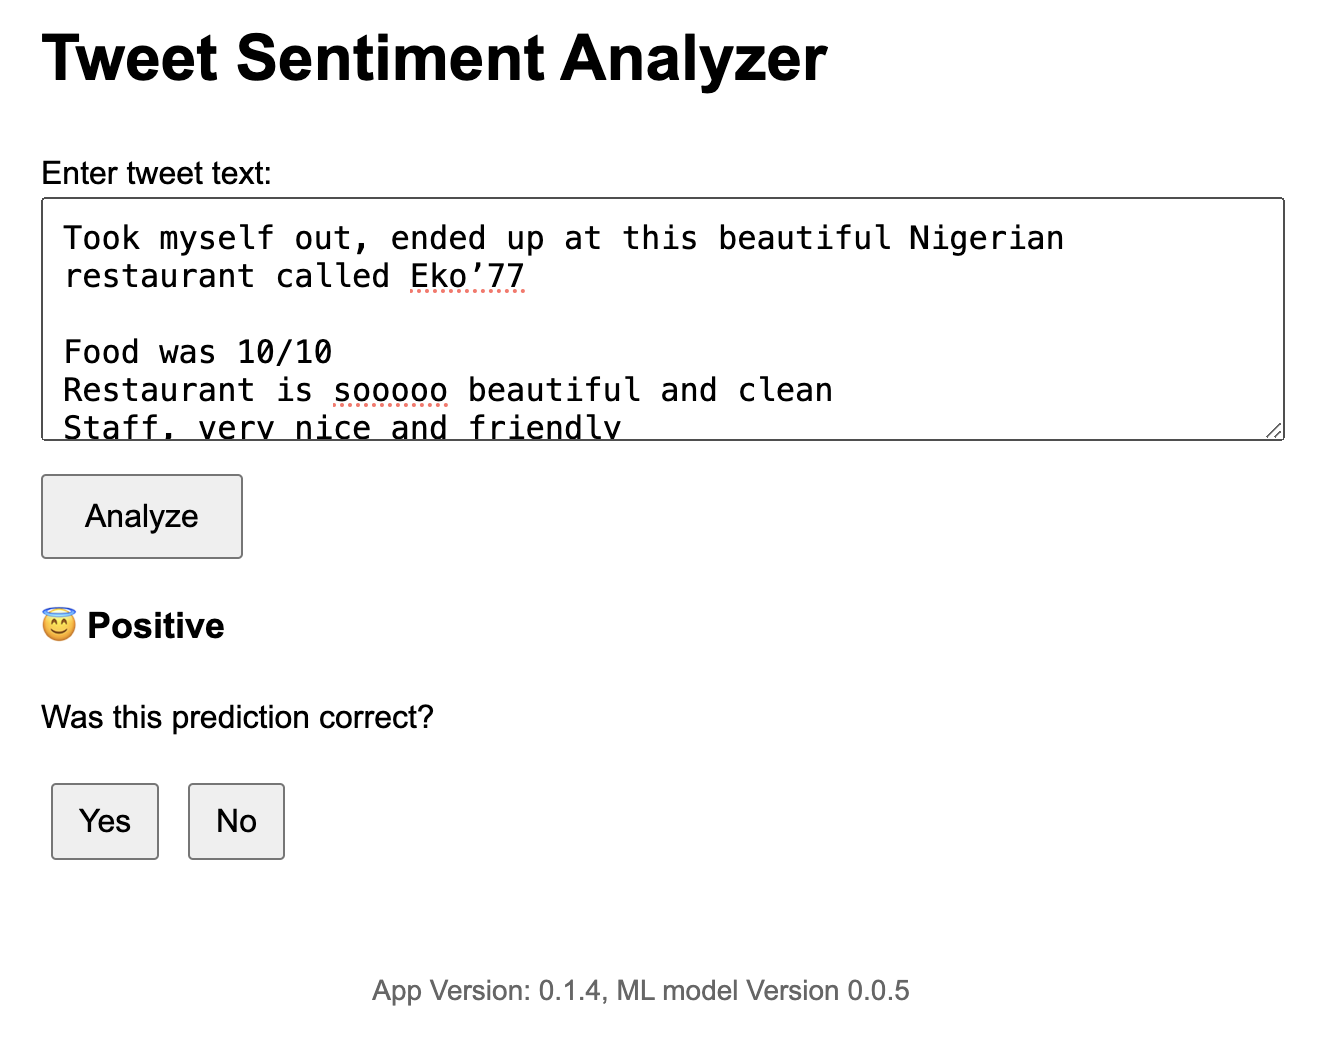 Tweet Sentiment Analyzer
Enter tweet text:
Took myself out, ended up at this beautiful Nigerian
restaurant called Eko’77
Food was 10/10
Restaurant is sooooo beautiful and clean
Staff, very nice and friendly
Analyze
😇 Positive
Was this prediction correct?
Yes No
App Version: 0.1.4, ML model Version 0.0.5